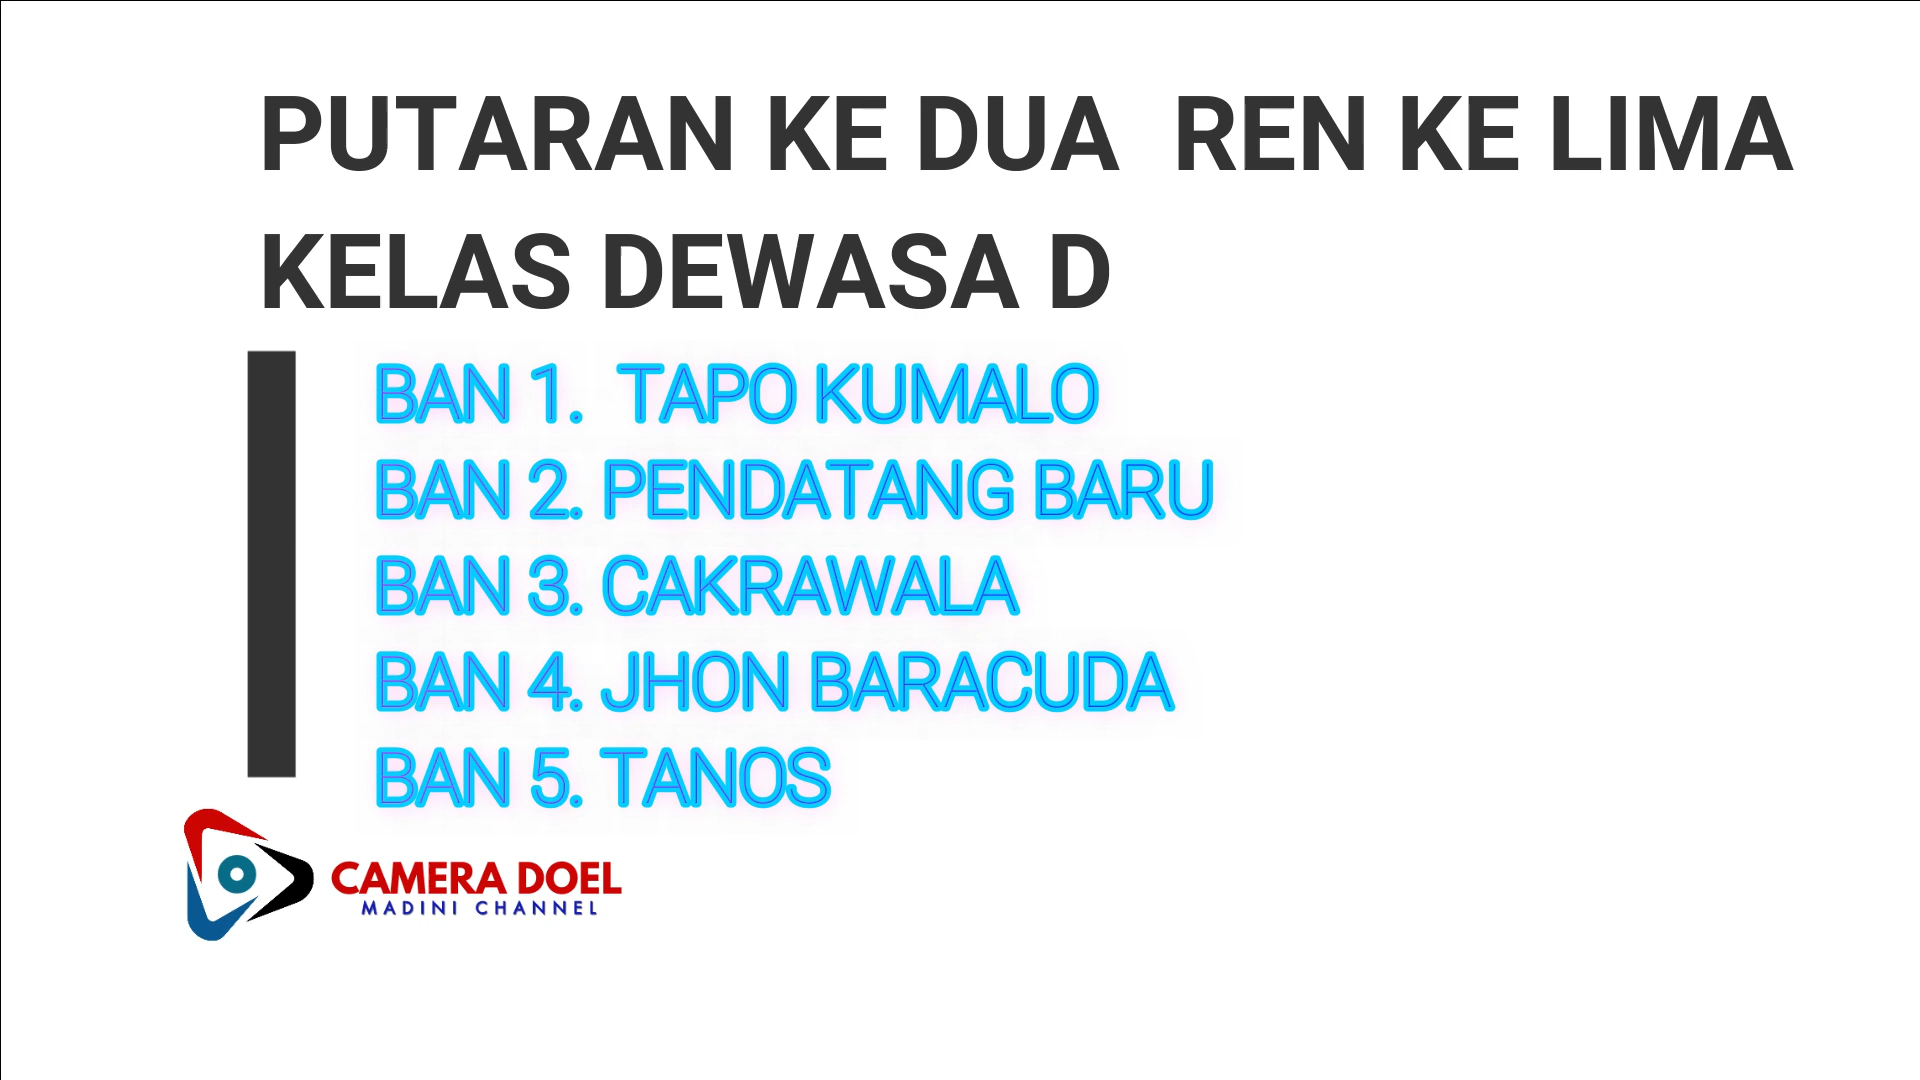 PUTARAN KE DUA  REN KE LIMA
KELAS DEWASA D
BAN 1.  TAPO KUMALO
BAN 2. PENDATANG BARU
BAN 3. CAKRAWALA
BAN 4. JHON BARACUDA
BAN 5. TANOS
CAMERA DOEL
MADINI CHANNEL